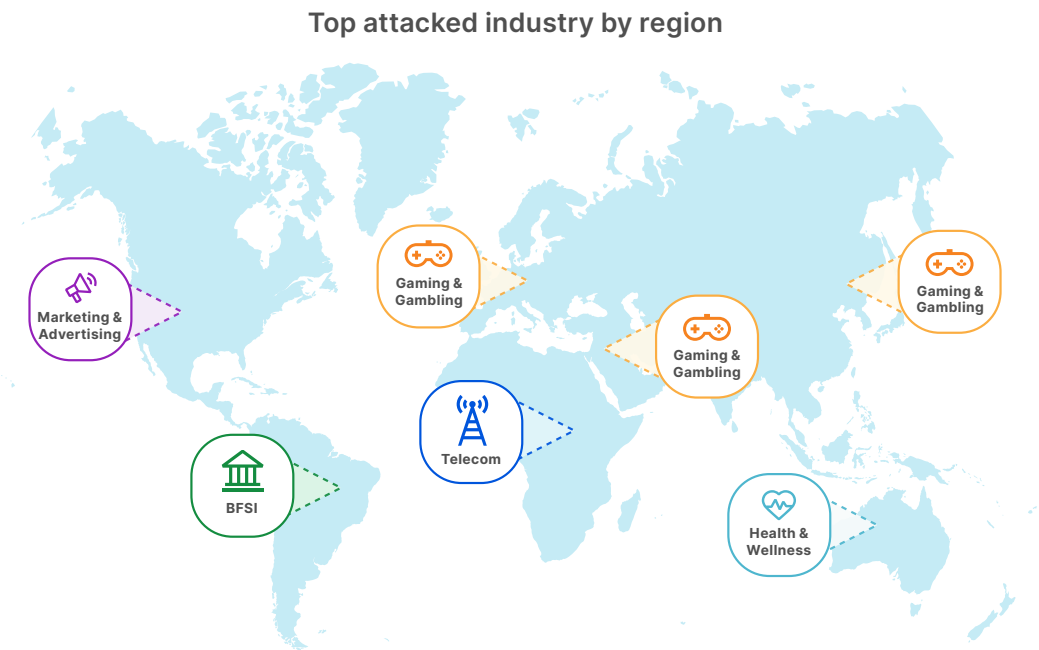 Top attacked industry by region
Gaming &
Gambling
Gaming &
Gambling
Marketing &
Advertising
Gaming &
Gambling
Telecom
BFSI
Health &
Wellness